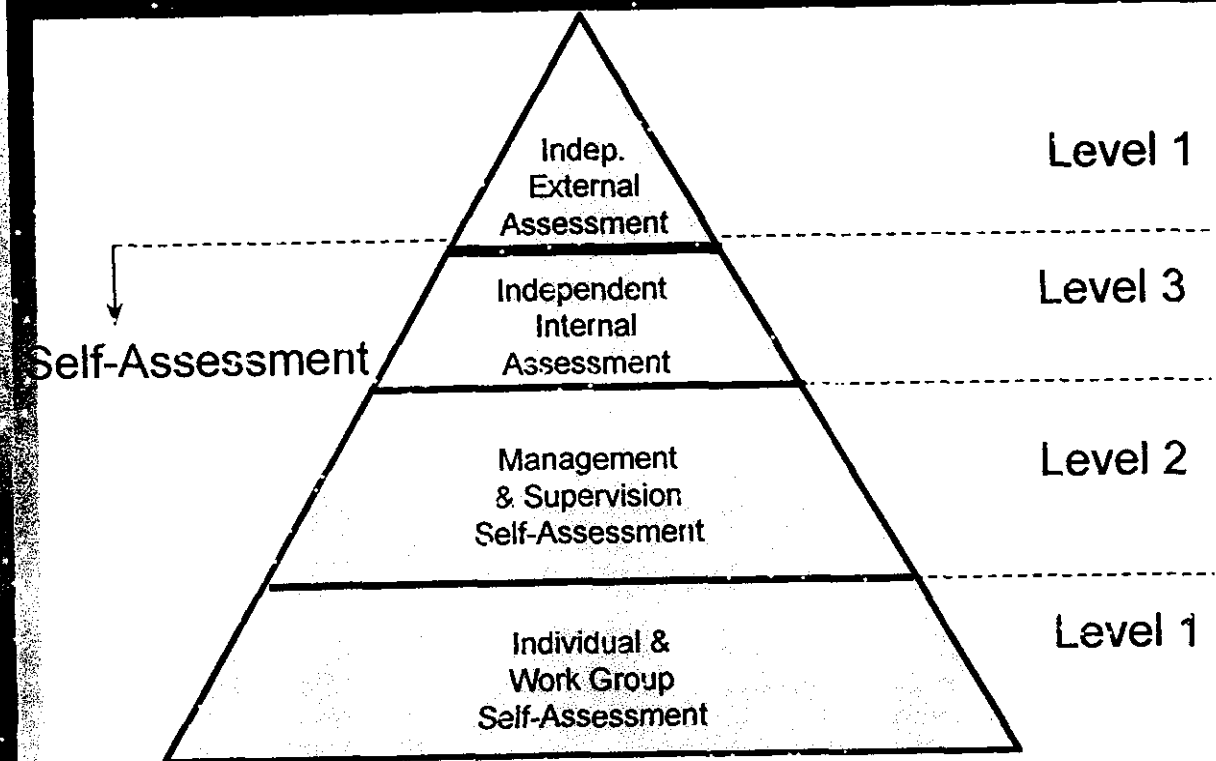 Indep.
External
Assessment
Level 1
Independent
Internal
Assessment
Level 3
Self-Assessment
Management
& Supervision
Self-Assessment
Level 2
Individual &
Work Group
Self-Assessment
Level 1